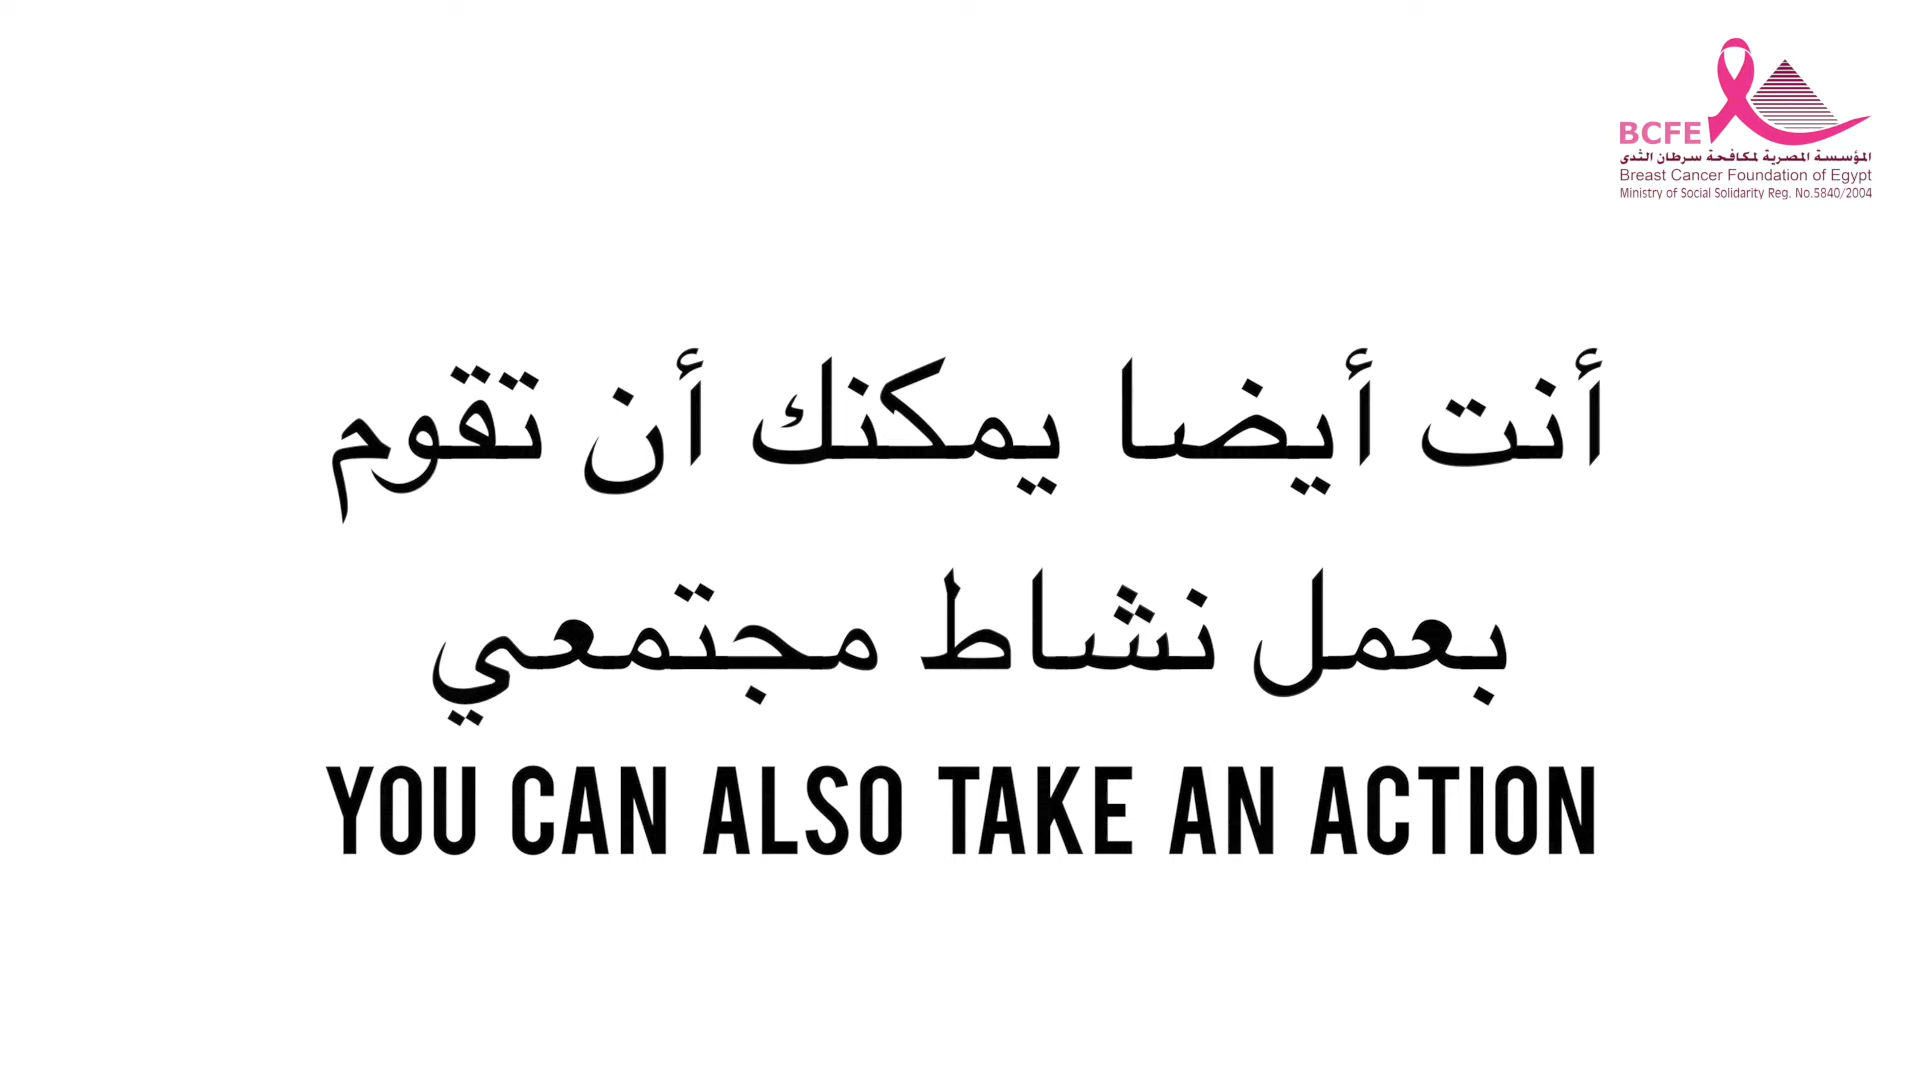 BCFE
المؤسسة المصرية لمكافحة سرطان الثدى
Breast Cancer Foundation of Egypt
Ministry of Social Solidarity Reg. No.5840/2004
أنت أيضا يمكنك أن تقوم
بعمل نشاط مجتمعي
YOU CAN ALSO TAKE AN ACTION